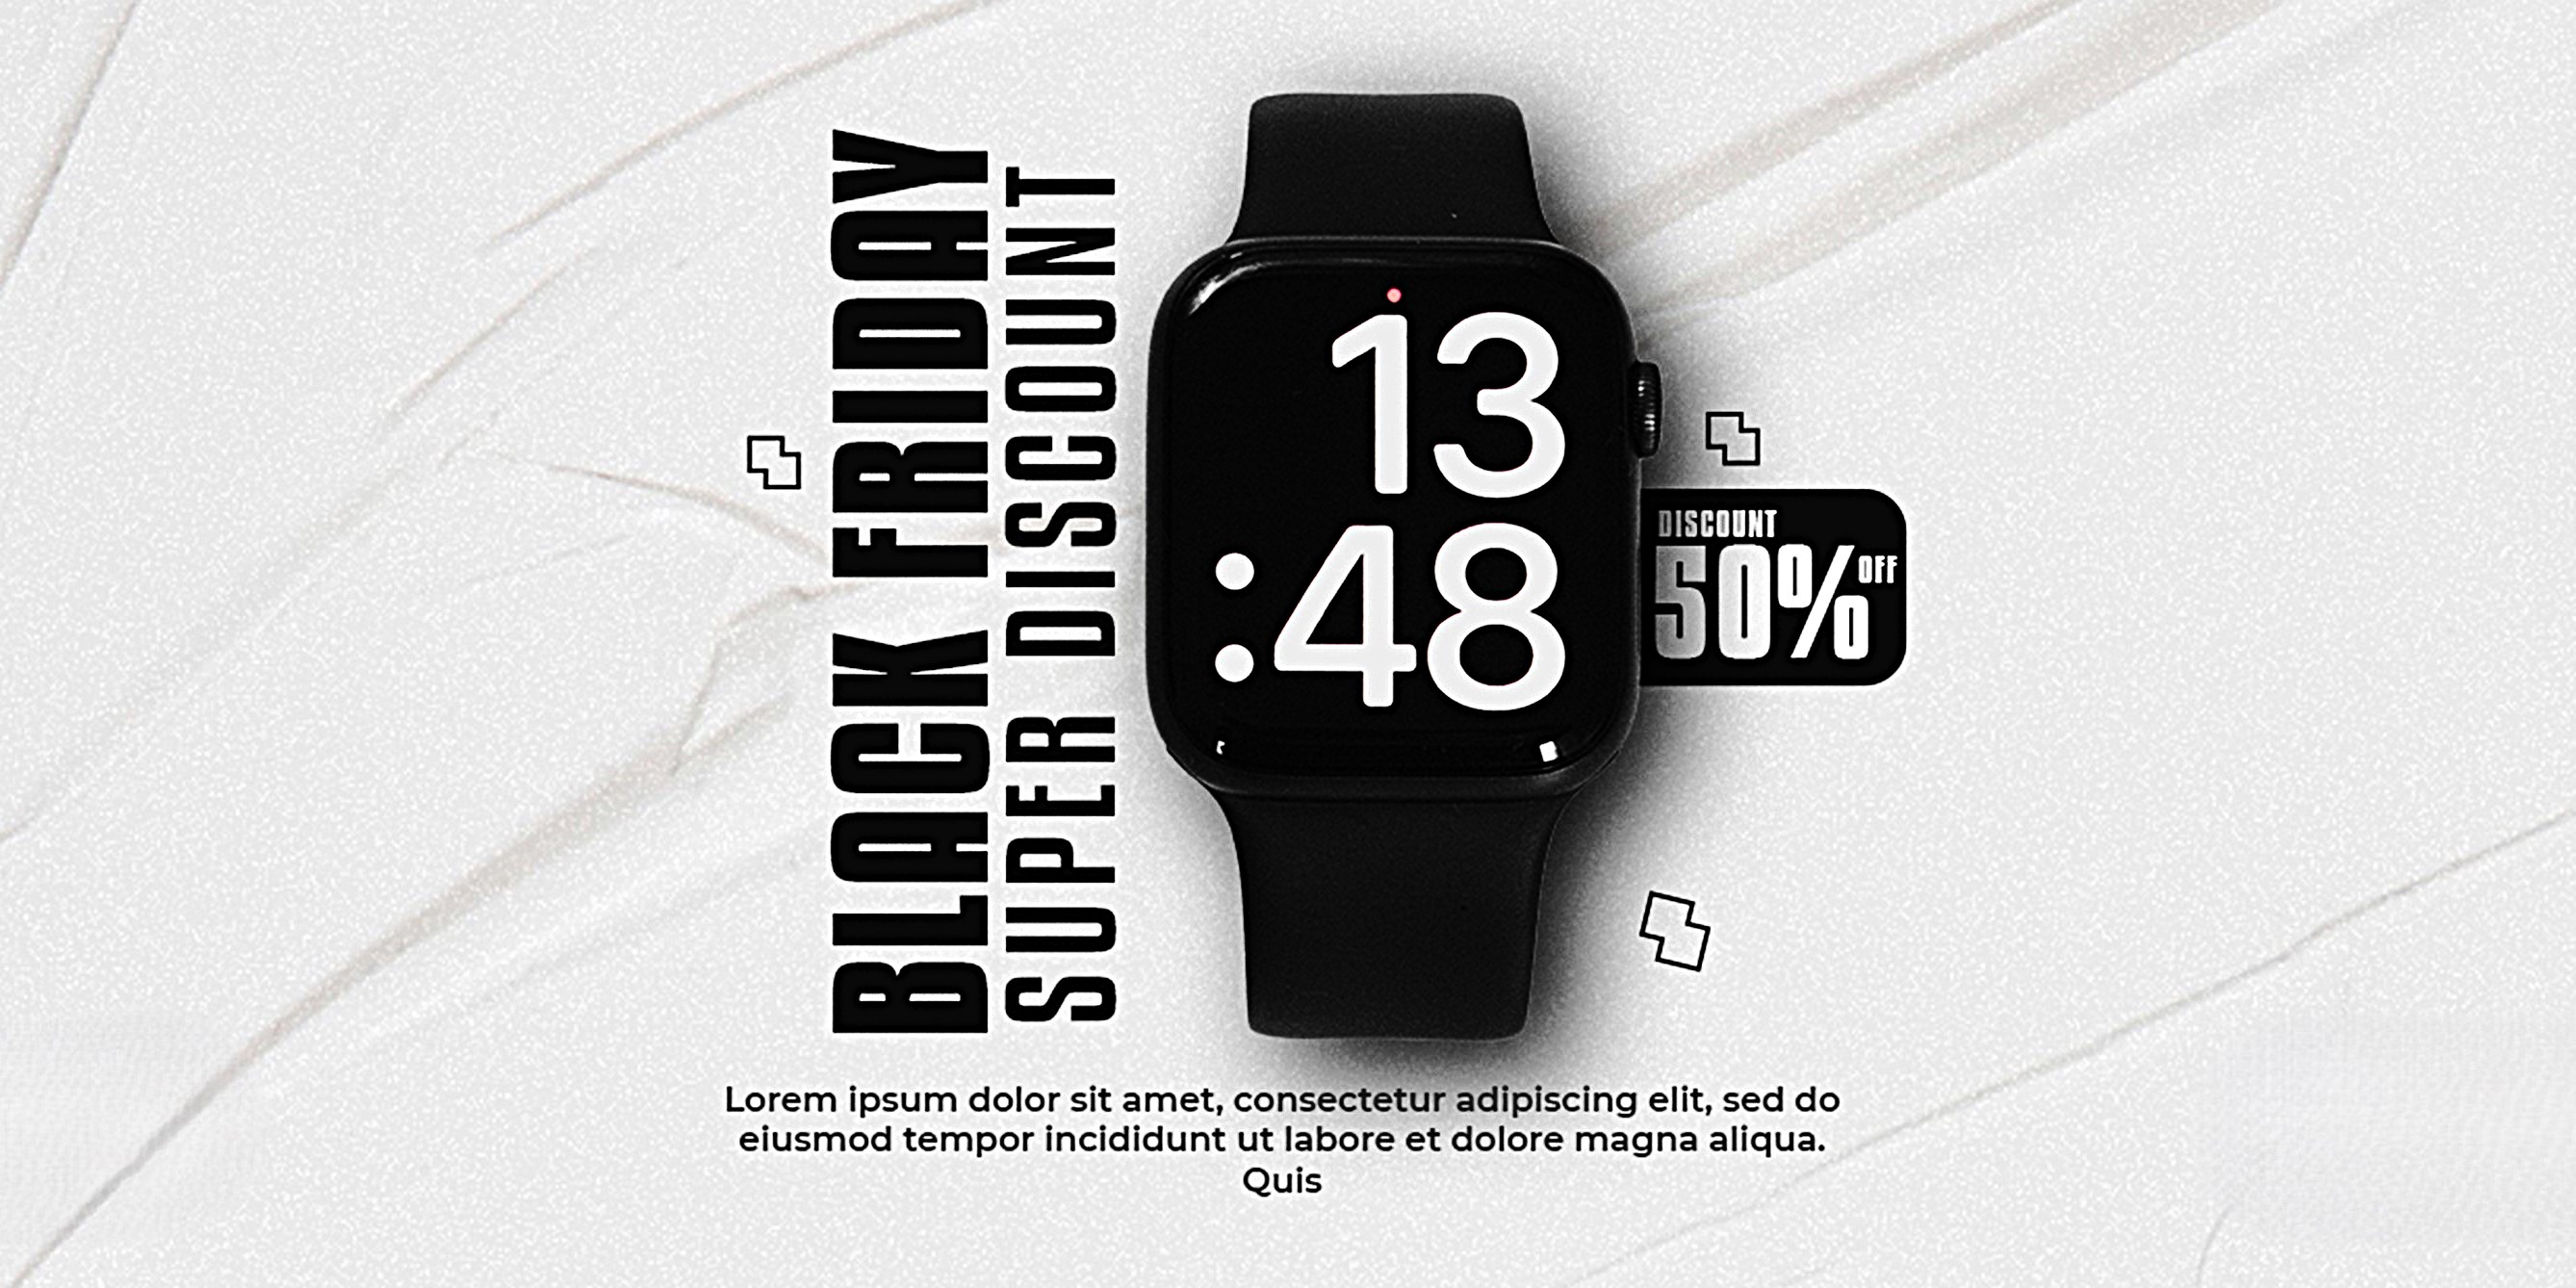 BLACK FRIDAY
SUPER DISCOUNT
13
:48
DISCOUNT
50% OFF
Lorem ipsum dolor sit amet, consectetur adipiscing elit, sed do
eiusmod tempor incididunt ut labore et dolore magna aliqua.
Quis